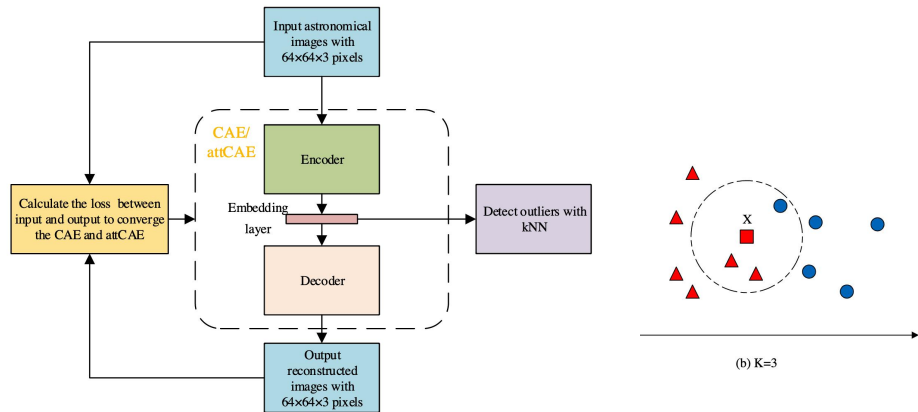 Input astronomical
images with
64×64×3 pixels
CAE/
attCAE
Encoder
Calculate the loss between
input and output to converge
the CAE and attCAE
Embedding
layer
Detect outliers with
kNN
Decoder
Output
reconstructed
images with
64×64×3 pixels
X
(b) K=3